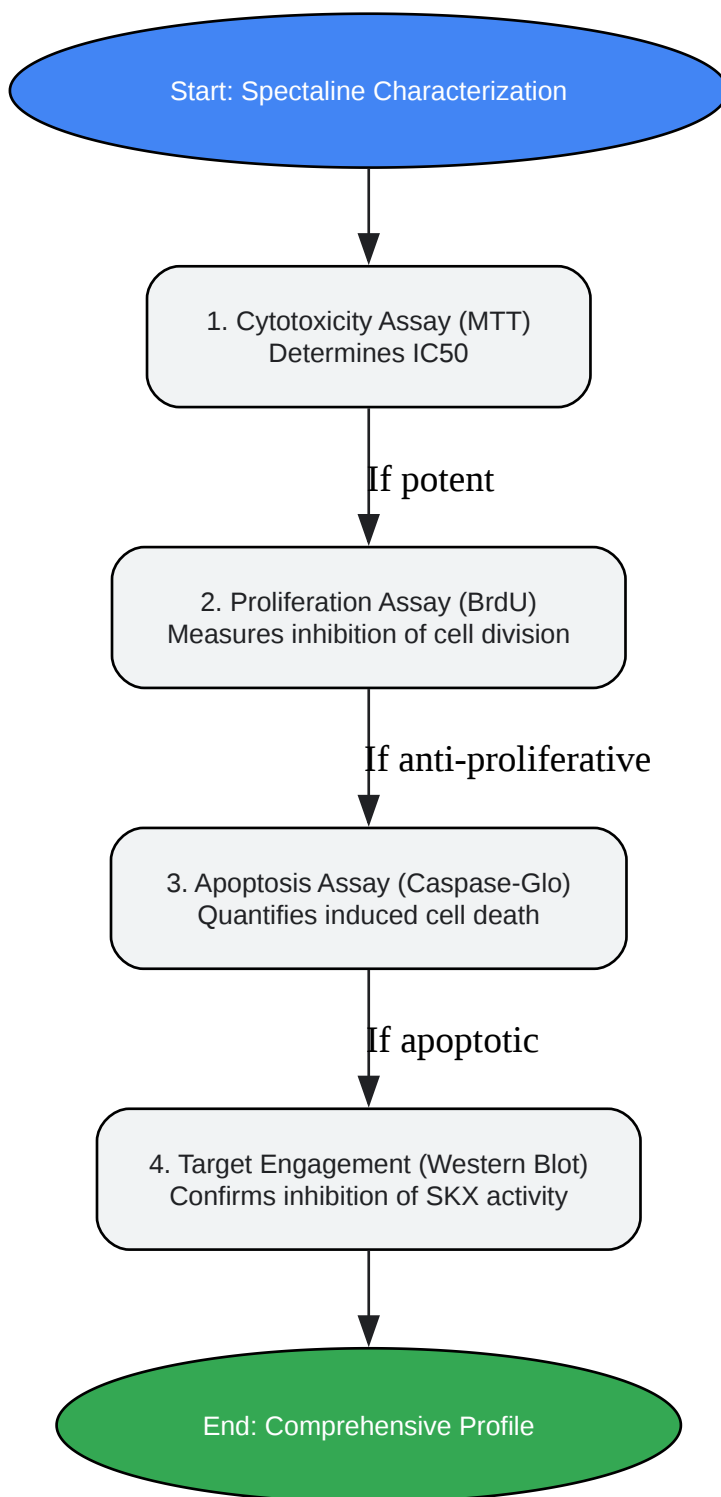 Start: Spectaline Characterization
1. Cytotoxicity Assay (MTT)
Determines IC50
If potent
2. Proliferation Assay (BrdU)
Measures inhibition of cell division
If anti-proliferative
3. Apoptosis Assay (Caspase-Glo)
Quantifies induced cell death
If apoptotic
4. Target Engagement (Western Blot)
Confirms inhibition of SKX activity
End: Comprehensive Profile